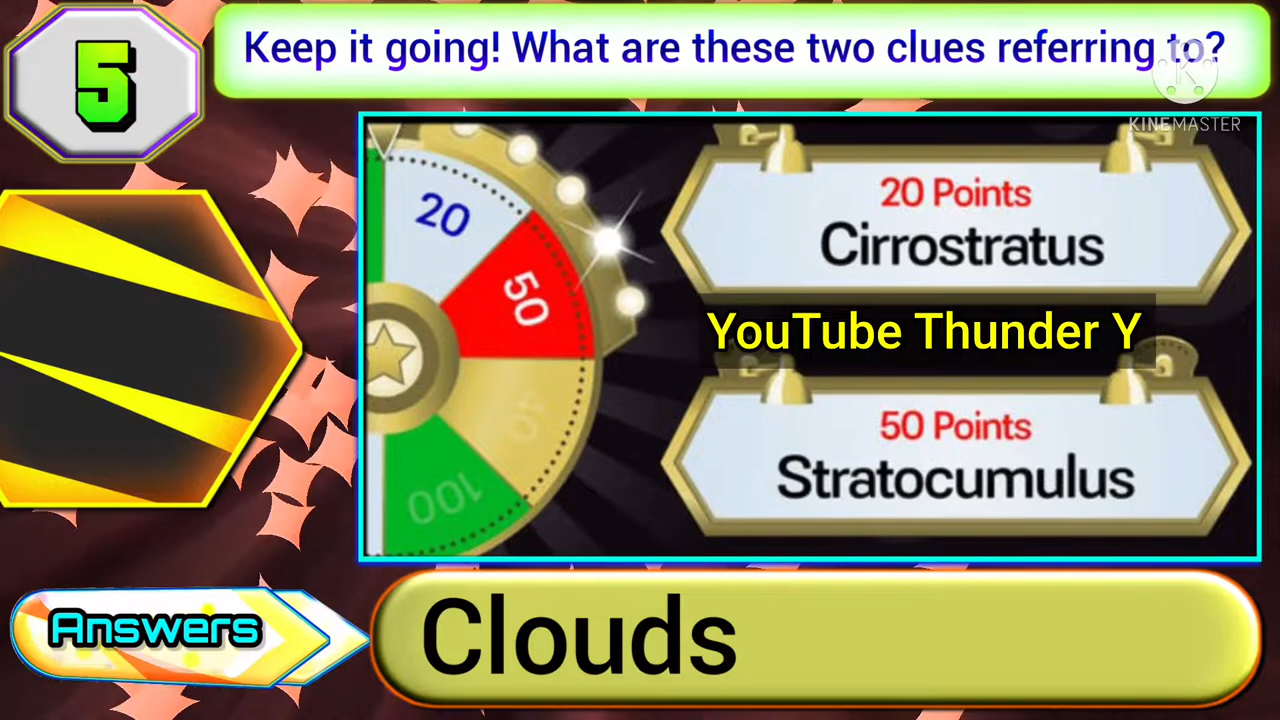 5
Keep it going! What are these two clues referring to?
KINEMASTER
20
50
10
100
20 Points
Cirrostratus
YouTube Thunder Y
50 Points
Stratocumulus
Answers
Clouds